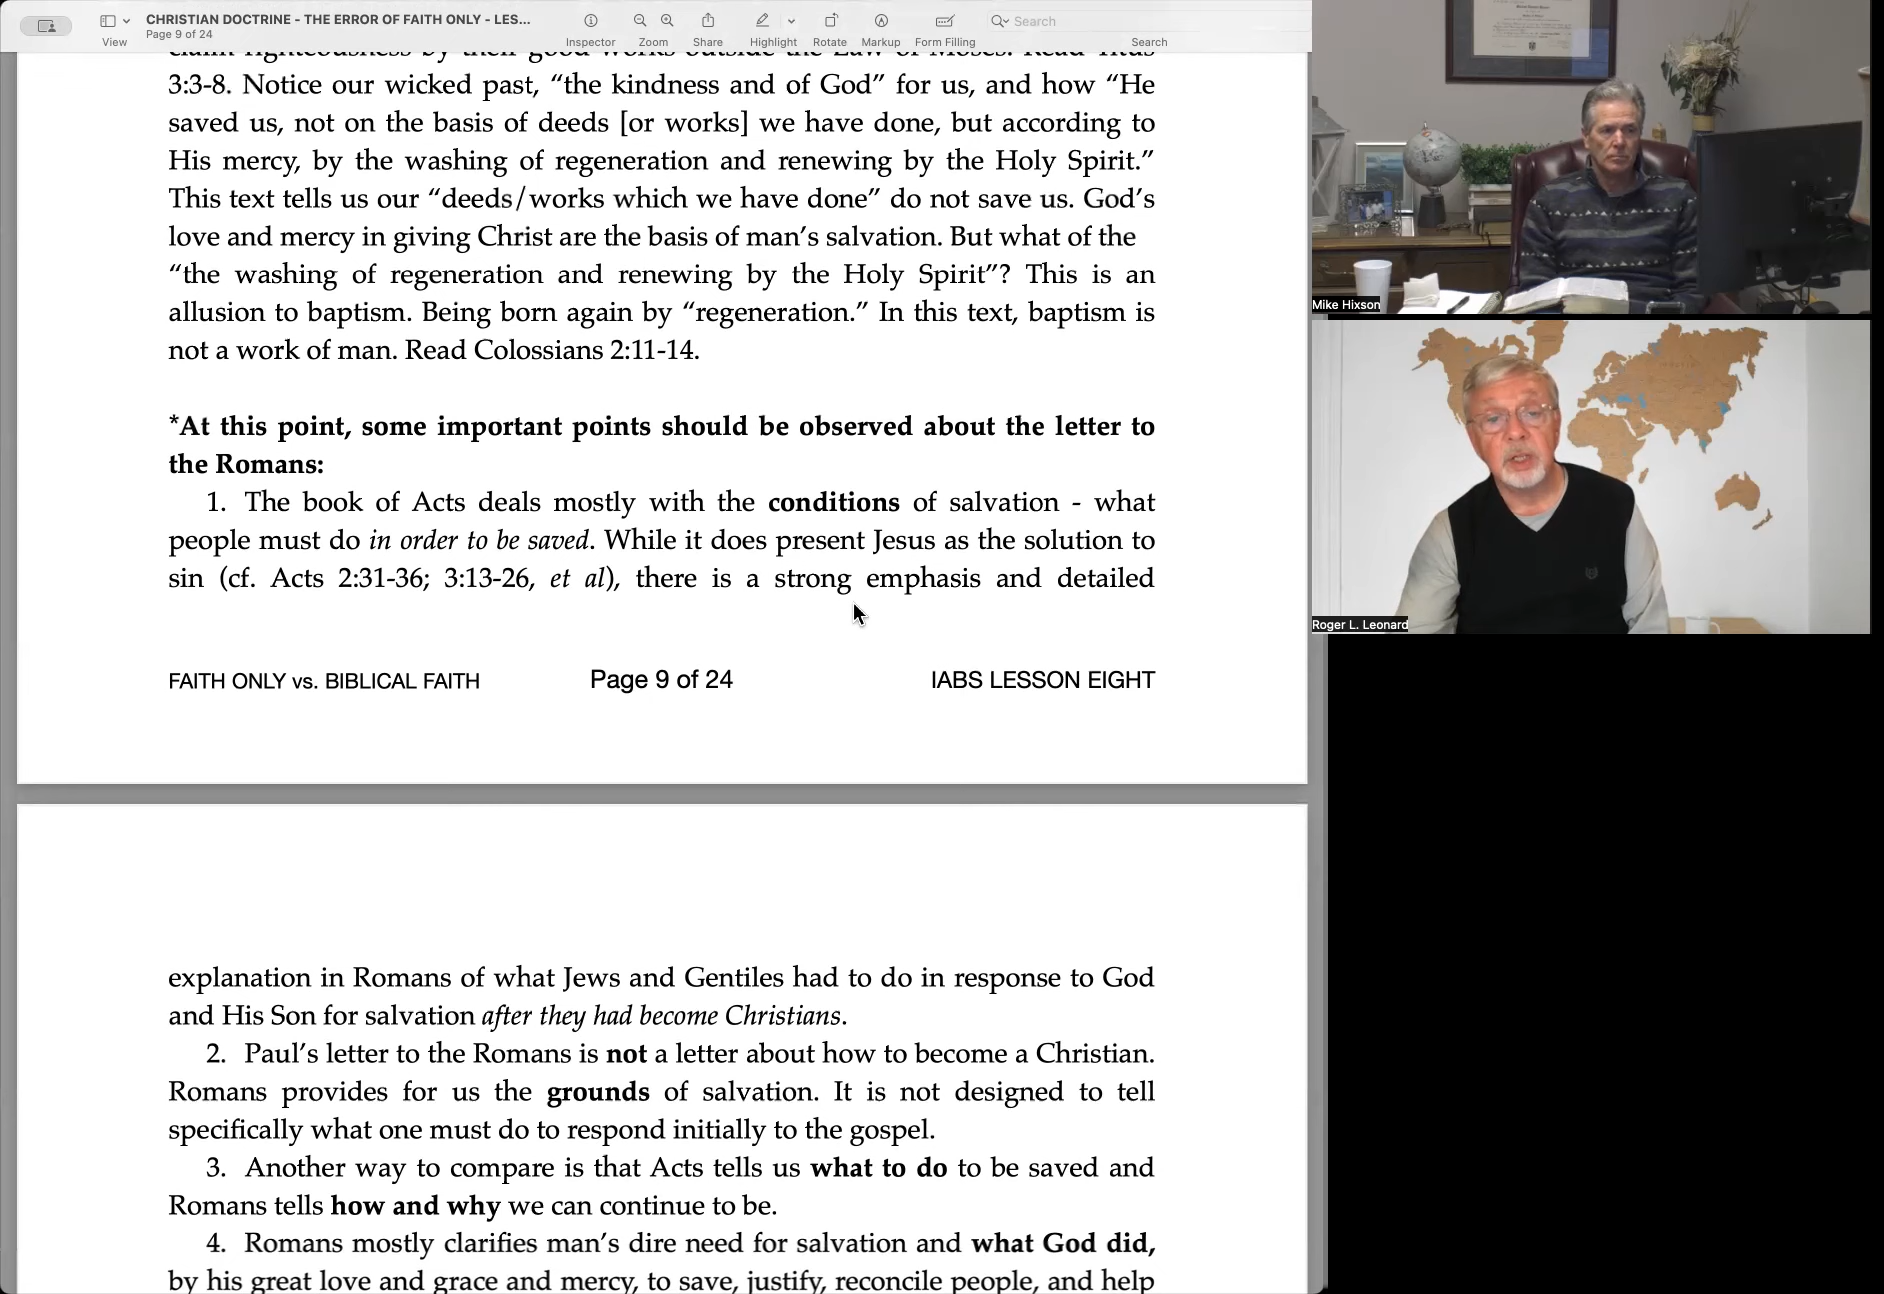 CHRISTIAN DOCTRINE - THE ERROR OF FAITH ONLY - LES...
Page 9 of 24
View
Inspector
Zoom
Share
Highlight
Rotate
Markup
Form Filling
Search
Search
claim righteousness by their good works outside the Law of Moses. Read Titus
3:3-8. Notice our wicked past, “the kindness and of God” for us, and how “He
saved us, not on the basis of deeds [or works] we have done, but according to
His mercy, by the washing of regeneration and renewing by the Holy Spirit.”
This text tells us our “deeds/works which we have done” do not save us. God’s
love and mercy in giving Christ are the basis of man’s salvation. But what of the
“the washing of regeneration and renewing by the Holy Spirit”? This is an
allusion to baptism. Being born again by “regeneration.” In this text, baptism is
not a work of man. Read Colossians 2:11-14.
*At this point, some important points should be observed about the letter to
the Romans:
1. The book of Acts deals mostly with the conditions of salvation - what
people must do in order to be saved. While it does present Jesus as the solution to
sin (cf. Acts 2:31-36; 3:13-26, et al), there is a strong emphasis and detailed
FAITH ONLY vs. BIBLICAL FAITH
Page 9 of 24
IABS LESSON EIGHT
explanation in Romans of what Jews and Gentiles had to do in response to God
and His Son for salvation after they had become Christians.
2. Paul’s letter to the Romans is not a letter about how to become a Christian.
Romans provides for us the grounds of salvation. It is not designed to tell
specifically what one must do to respond initially to the gospel.
3. Another way to compare is that Acts tells us what to do to be saved and
Romans tells how and why we can continue to be.
4. Romans mostly clarifies man’s dire need for salvation and what God did,
by his great love and grace and mercy, to save, justify, reconcile people, and help
Mike Hixson
Roger L. Leonard